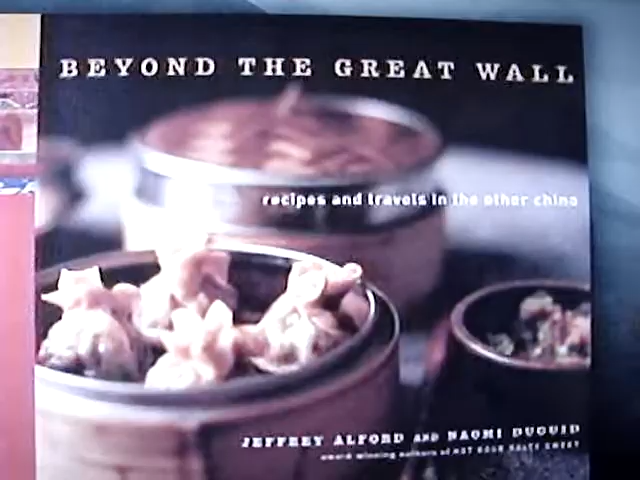 BEYOND THE GREAT WALL
recipes and travels in the other china
JEFFREY ALFORD AND NAOMI DUGUID
award-winning authors of HOT SOUR SALTY SWEET